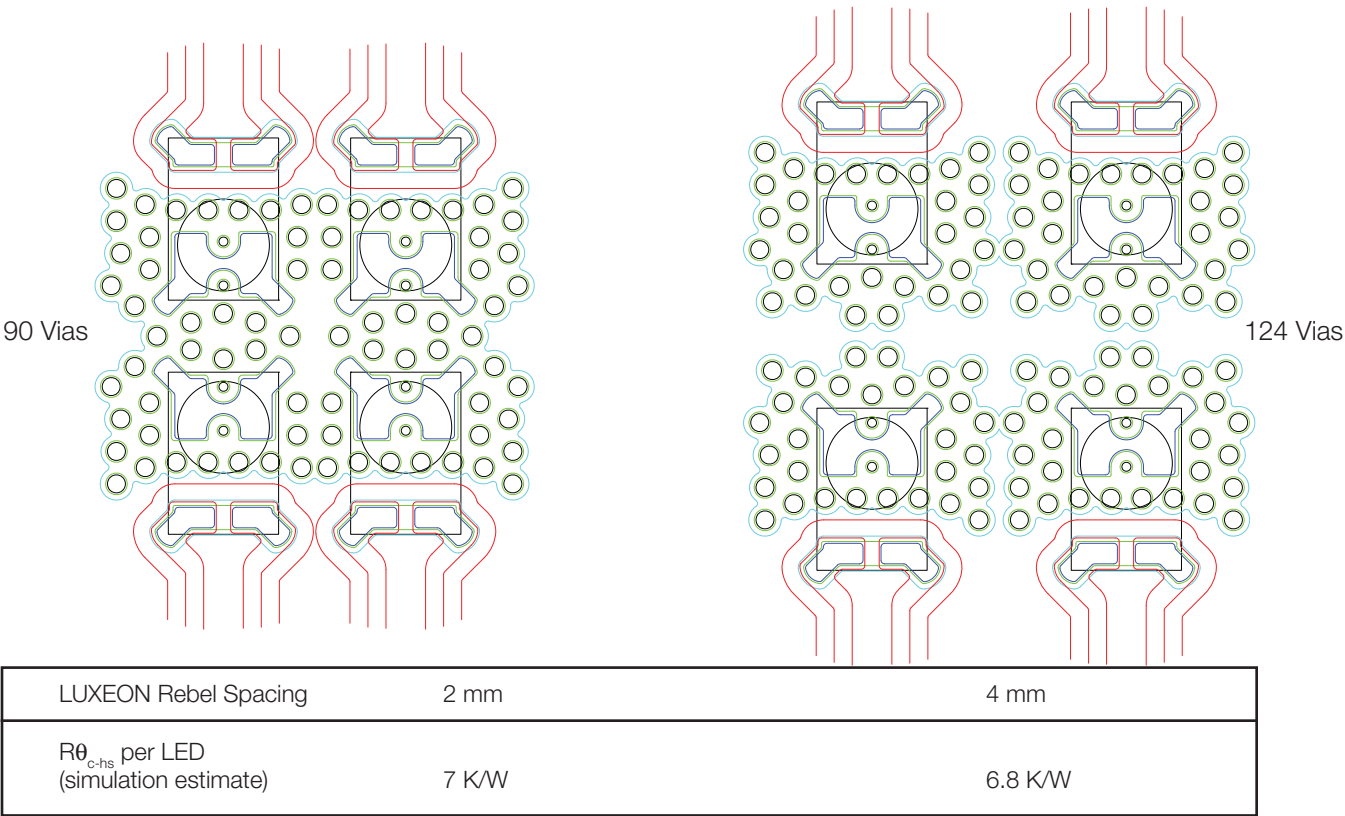 90 Vias
124 Vias
LUXEON Rebel Spacing 2 mm 4 mm
Rθc-hs per LED
(simulation estimate) 7 K/W 6.8 K/W